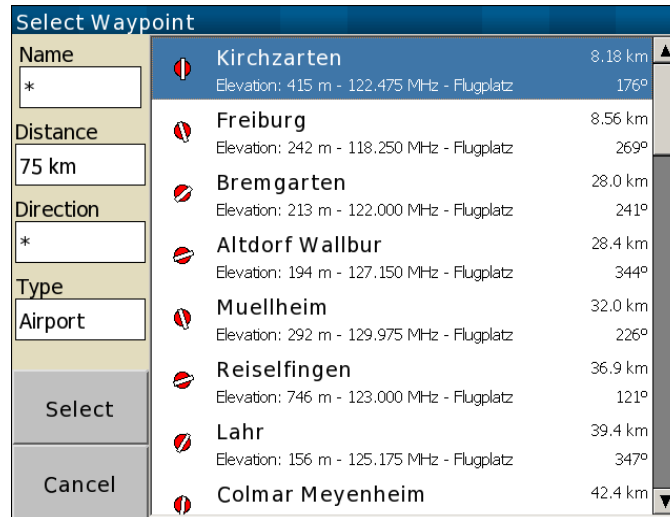 Select Waypoint
Name
*
Distance
75 km
Direction
*
Type
Airport
Select
Cancel
Kirchzarten 8.18 km
Elevation: 415 m - 122.475 MHz - Flugplatz 176°
Freiburg 8.56 km
Elevation: 242 m - 118.250 MHz - Flugplatz 269°
Bremgarten 28.0 km
Elevation: 213 m - 122.000 MHz - Flugplatz 241°
Altdorf Wallbur 28.4 km
Elevation: 194 m - 127.150 MHz - Flugplatz 344°
Muellheim 32.0 km
Elevation: 292 m - 129.975 MHz - Flugplatz 226°
Reiselfingen 36.9 km
Elevation: 746 m - 123.000 MHz - Flugplatz 121°
Lahr 39.4 km
Elevation: 156 m - 125.175 MHz - Flugplatz 347°
Colmar Meyenheim 42.4 km